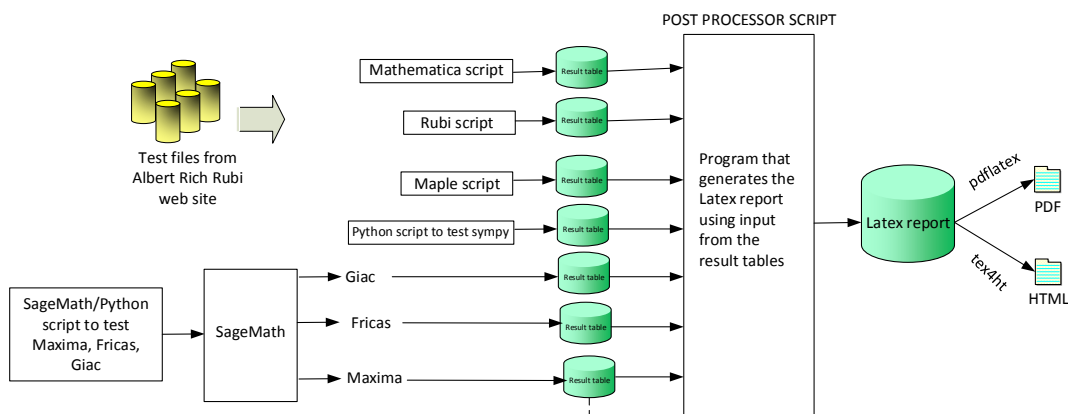 POST PROCESSOR SCRIPT
Mathematica script
Result table
Rubi script
Result table
Test files from
Albert Rich Rubi
web site
Maple script
Result table
Program that
generates the
Latex report
using input
from the
result tables
Python script to test sympy
Result table
Latex report
pdflatex
PDF
tex4ht
HTML
SageMath/Python
script to test
Maxima, Fricas,
Giac
SageMath
Giac
Result table
Fricas
Result table
Maxima
Result table